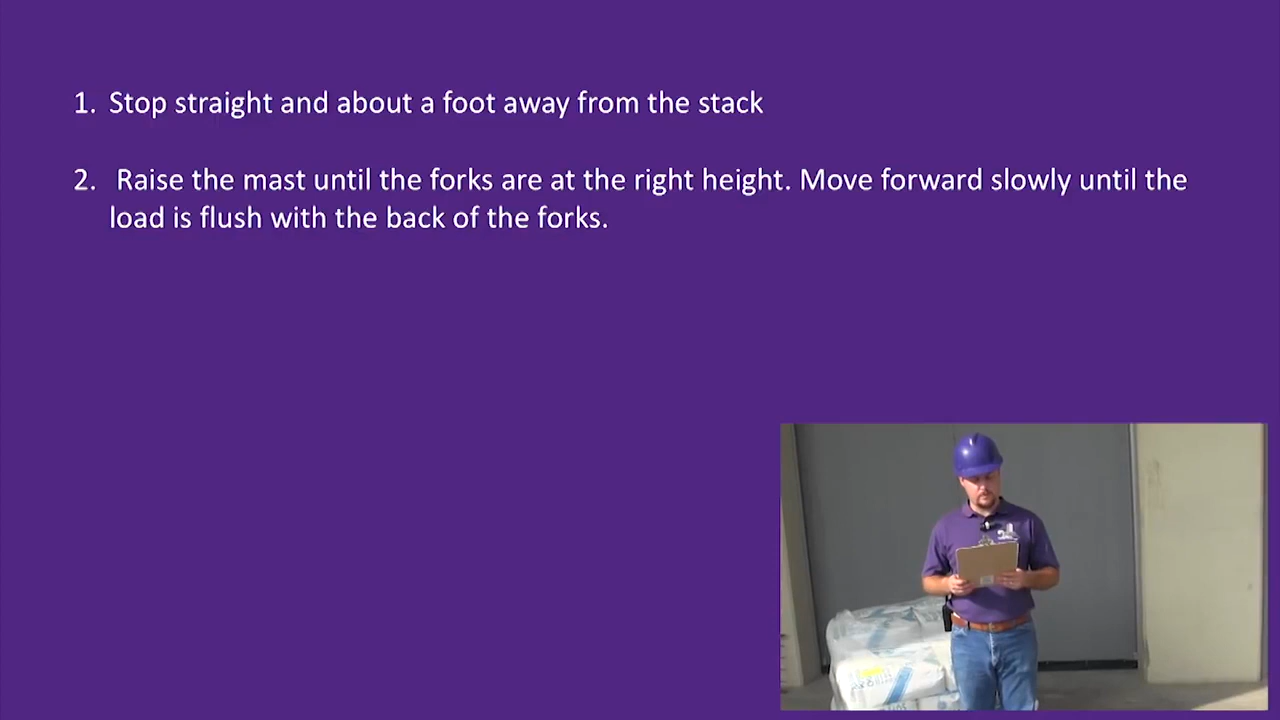 1. Stop straight and about a foot away from the stack
2. Raise the mast until the forks are at the right height. Move forward slowly until the
load is flush with the back of the forks.